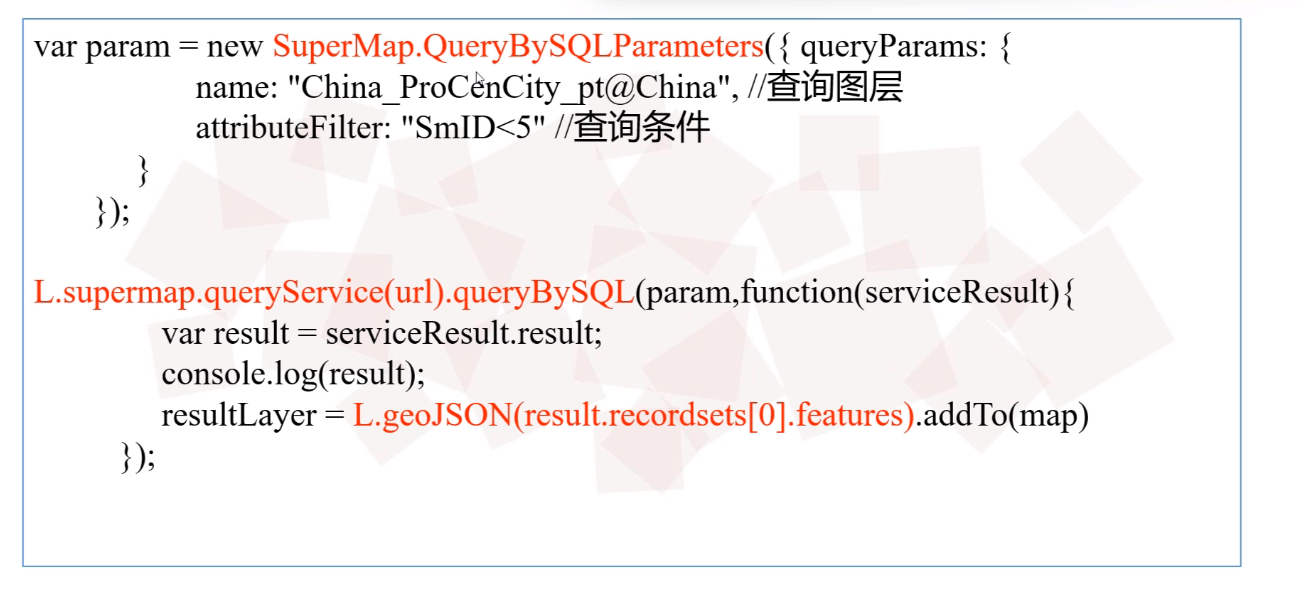 var param = new SuperMap.QueryBySQLParameters({ queryParams: {
name: "China_ProCenCity_pt@China", //查询图层
attributeFilter: "SmID<5" //查询条件
}
});
L.supermap.queryService(url).queryBySQL(param,function(serviceResult){
var result = serviceResult.result;
console.log(result);
resultLayer = L.geoJSON(result.recordsets[0].features).addTo(map)
});